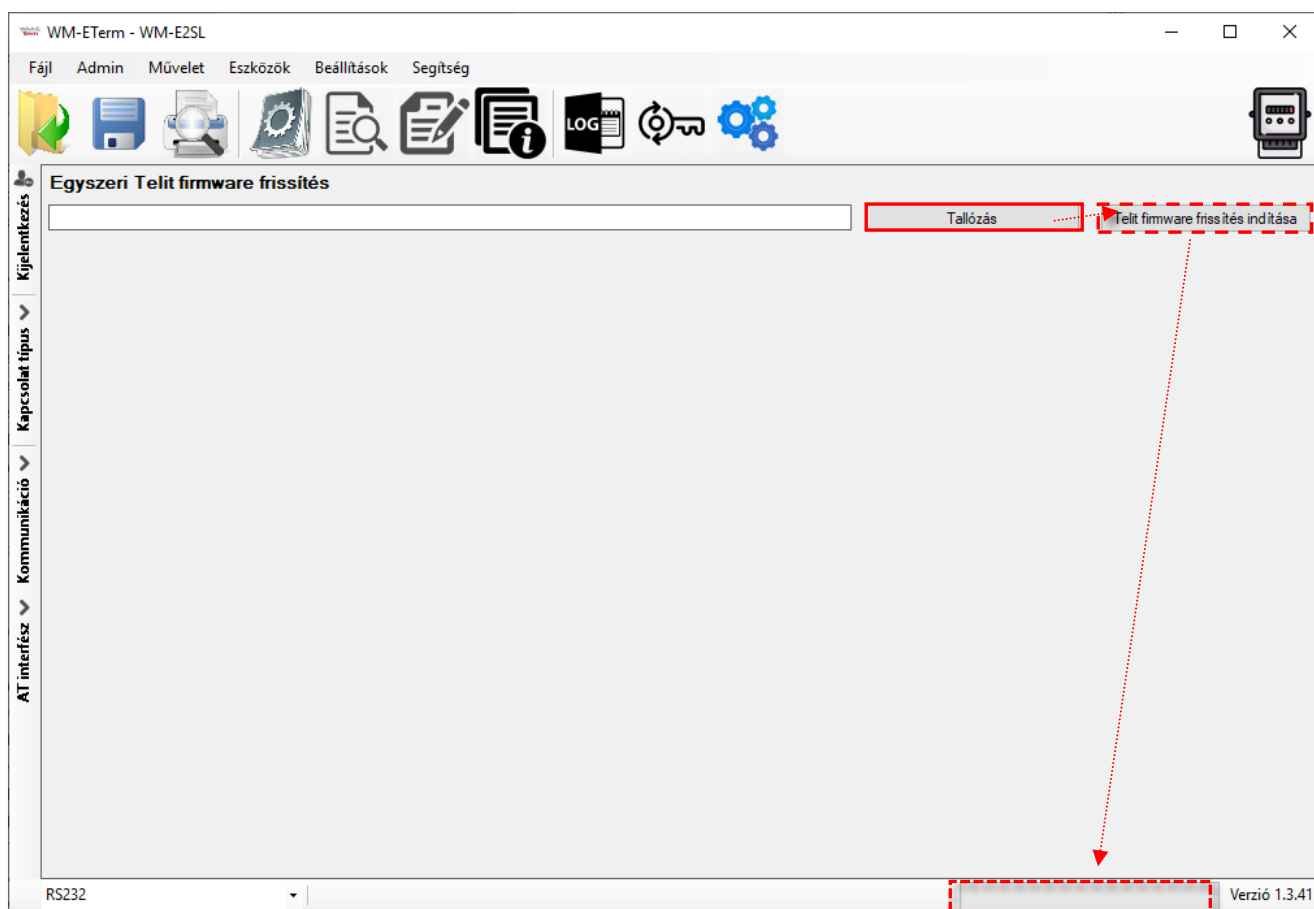 WM-ETerm - WM-E2SL
Fájl Admin Művelet Eszközök Beállítások Segítség
LOG
Egyszeri Telit firmware frissítés
Tallózás
Telit firmware frissítés indítása
Kijelentkezés
Kapcsolat típus
Kommunikáció
AT interfész
RS232
Verzió 1.3.41